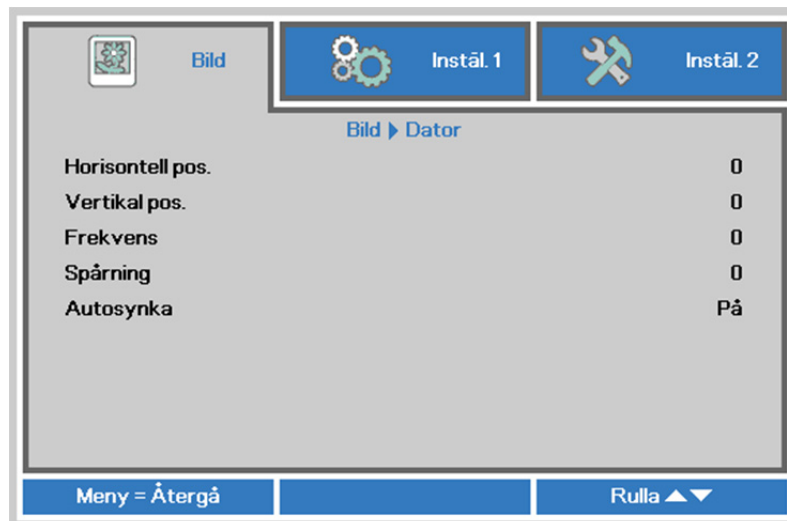 Bild
Instäl. 1
Instäl. 2
Bild ▶ Dator
Horisontell pos. 0
Vertikal pos. 0
Frekvens 0
Spårning 0
Autosynka På
Meny = Återgå
Rulla ▲▼